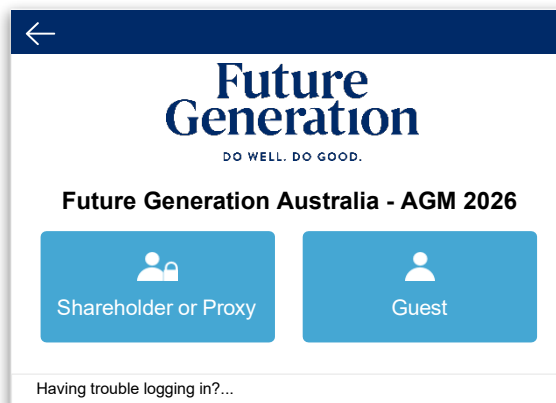 Future
Generation
DO WELL. DO GOOD.
Future Generation Australia - AGM 2026
Shareholder or Proxy
Guest
Having trouble logging in?...